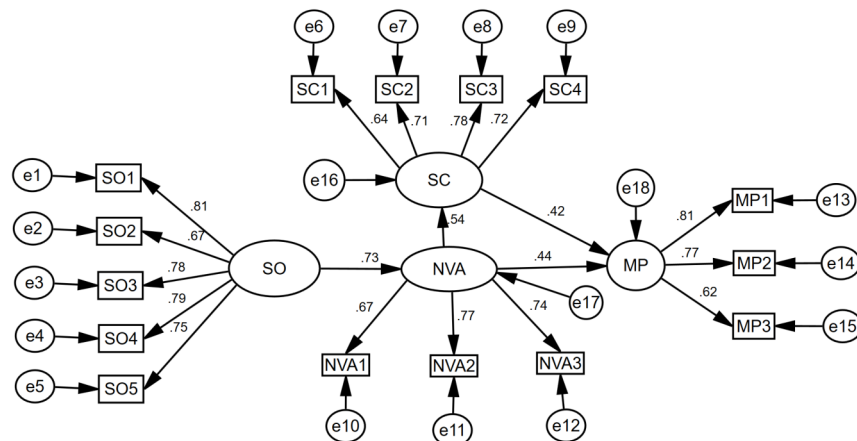 e6 e7 e8 e9
SC1 SC2 SC3 SC4
.64 .71 .78 .72
e16 SC e18
e1 SO1 MP1 e13
.81 .54 .42 .81
e2 SO2 .67
SO .73 NVA .44 MP .77 MP2 e14
e3 SO3 .78
.79 .67 .77 .74 e17 .62
e4 SO4 .75 MP3 e15
NVA1 NVA2 NVA3
e5 SO5
e10 e11 e12